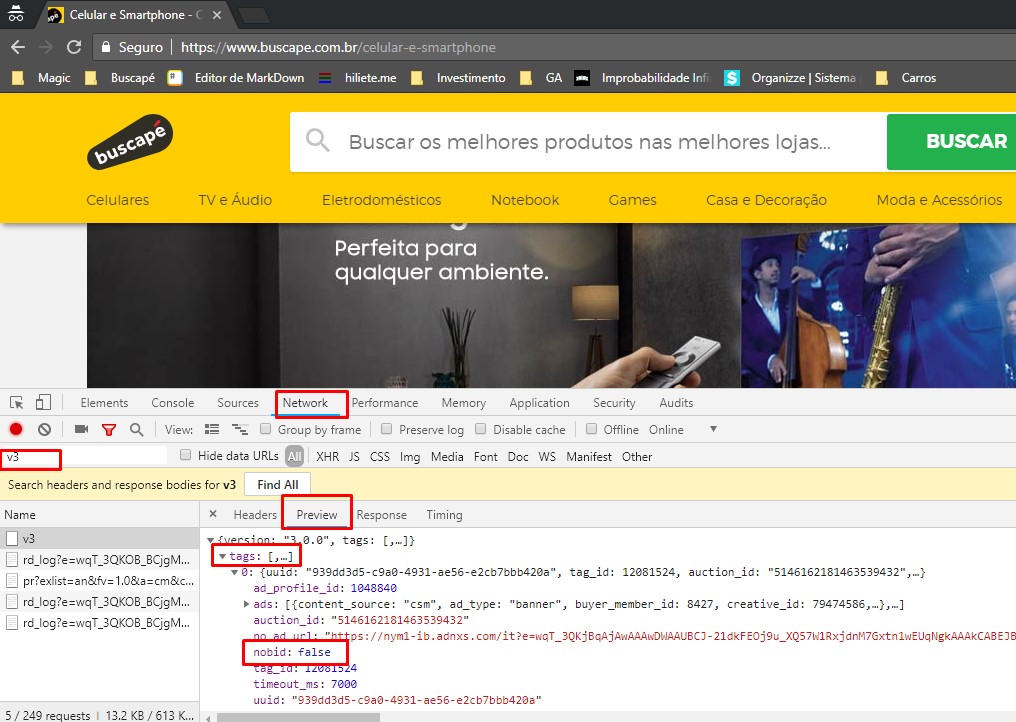 Celular e Smartphone - C
Seguro https://www.buscape.com.br/celular-e-smartphone
Magic Buscapé Editor de MarkDown hiliete.me Investimento GA Improbabilidade Infi Organizze | Sistema Carros
buscapé Buscar os melhores produtos nas melhores lojas... BUSCAR
Celulares TV e Áudio Eletrodomésticos Notebook Games Casa e Decoração Moda e Acessórios
Perfeita para
qualquer ambiente.
Elements Console Sources Network Performance Memory Application Security Audits
View: Group by frame Preserve log Disable cache Offline Online
v3 Hide data URLs All XHR JS CSS Img Media Font Doc WS Manifest Other
Search headers and response bodies for v3 Find All
Name × Headers Preview Response Timing
v3 {version: "3.0.0", tags: [,…]}
rd_log?e=wqT_3QKOB_BCjgM... tags: [,…]
pr?exlist=an&fv=1.0&a=cm&c... 0: {uuid: "939dd3d5-c9a0-4931-ae56-e2cb7bbb420a", tag_id: 12081524, auction_id: "5146162181463539432",…}
ad_profile_id: 1048840
rd_log?e=wqT_3QKOB_BCjgM... ads: [{content_source: "csm", ad_type: "banner", buyer_member_id: 8427, creative_id: 79474586,…},…]
rd_log?e=wqT_3QKOB_BCjgM... auction_id: "5146162181463539432"
no_ad_url: "https://nym1-ib.adnxs.com/it?e=wqT_3QKjBqAjAwAAAwDWAAUBCJ-21dkFEOj9u_XQ57W1RxjdnM7Gxtn1wEUqNgkAAAkCABEJB
nobid: false
tag_id: 12081524
timeout_ms: 7000
uuid: "939dd3d5-c9a0-4931-ae56-e2cb7bbb420a"
5 / 249 requests | 13.2 KB / 613 K...